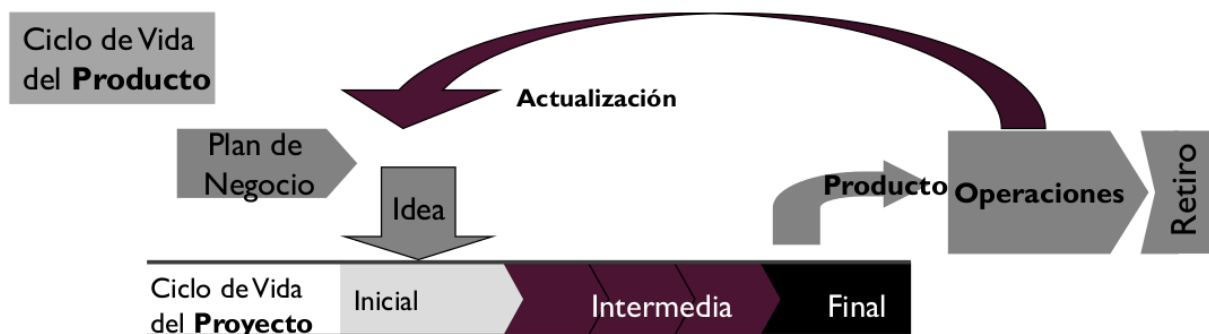 Ciclo de Vida
del Producto
Actualización
Plan de
Negocio
Idea
Producto
Operaciones
Retiro
Ciclo de Vida
del Proyecto
Inicial
Intermedia
Final